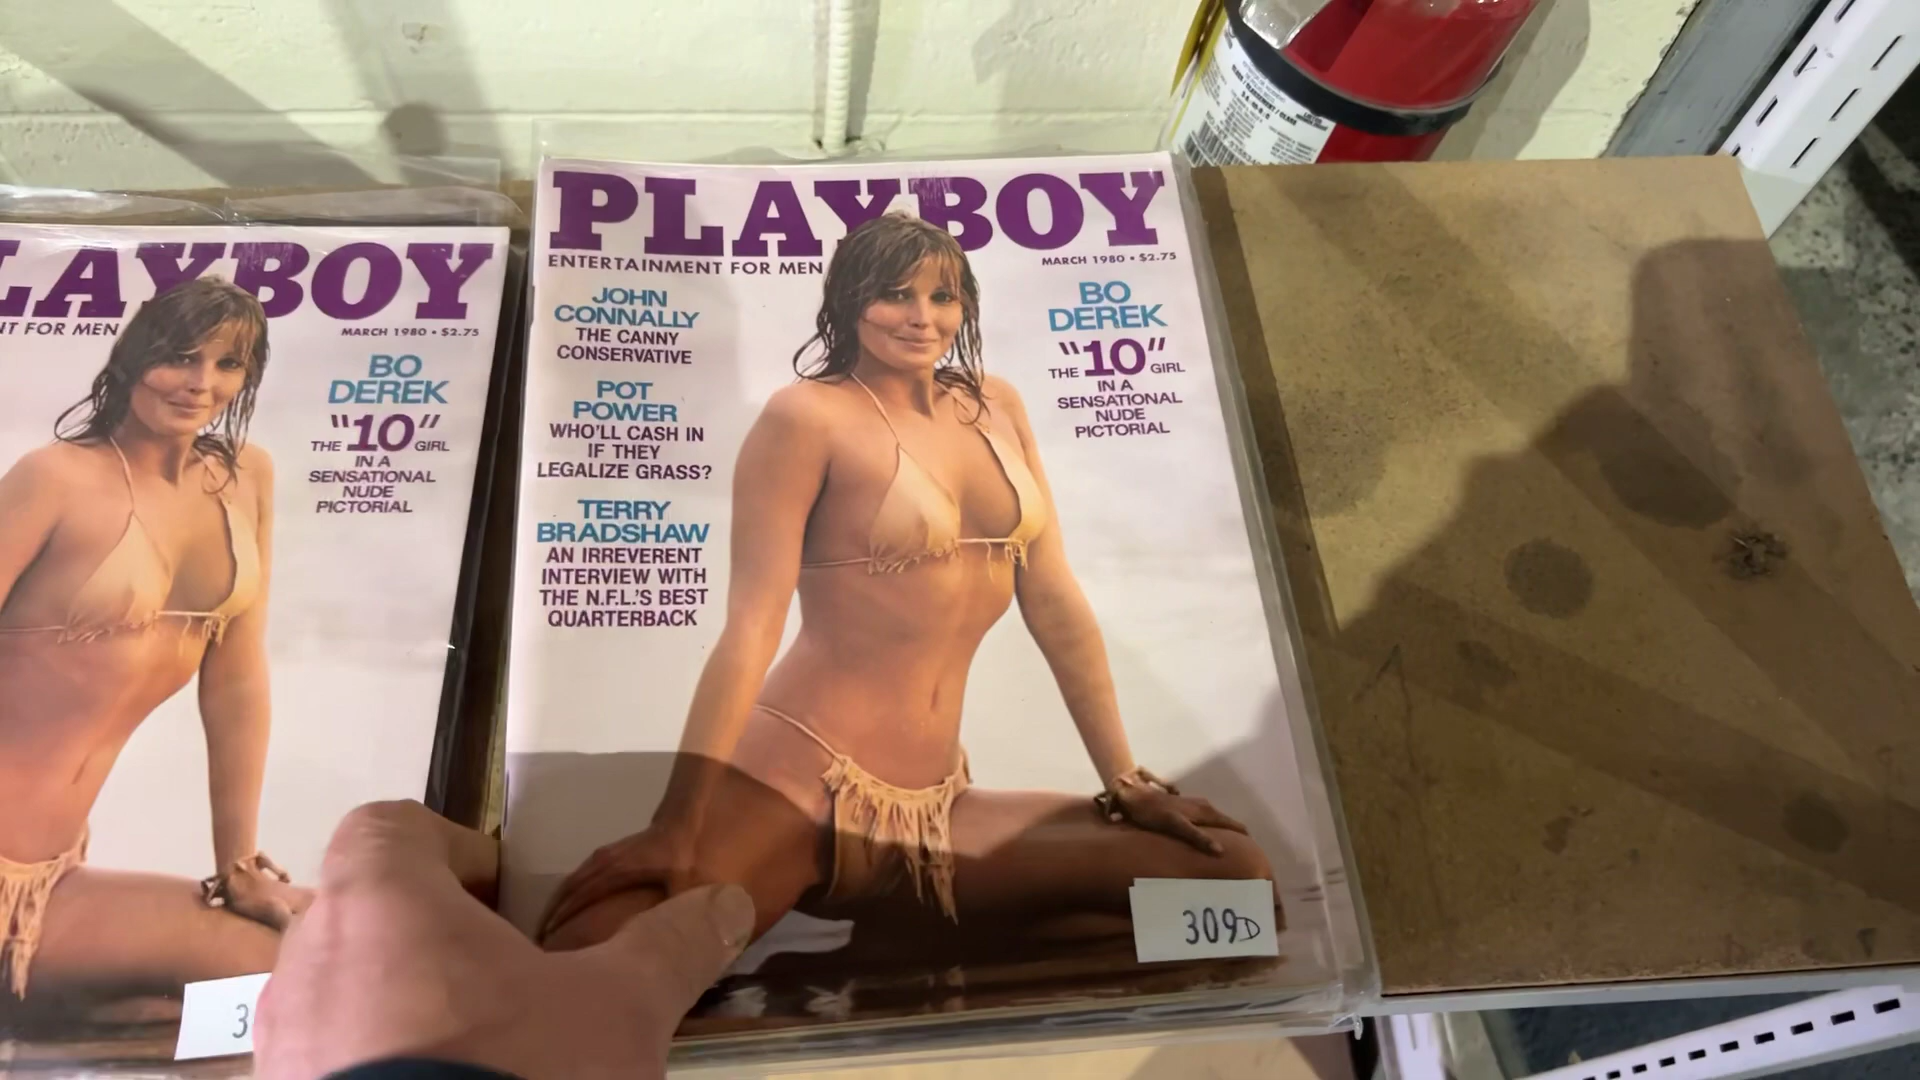 PLAYBOY
ENTERTAINMENT FOR MEN
MARCH 1980 • $2.75
JOHN
CONNALLY
THE CANNY
CONSERVATIVE
POT
POWER
WHO'LL CASH IN
IF THEY
LEGALIZE GRASS?
TERRY
BRADSHAW
AN IRREVERENT
INTERVIEW WITH
THE N.F.L.'S BEST
QUARTERBACK
BO
DEREK
THE "10" GIRL
IN A
SENSATIONAL
NUDE
PICTORIAL
309D
LAYBOY
NT FOR MEN
MARCH 1980 • $2.75
BO
DEREK
THE "10" GIRL
IN A
SENSATIONAL
NUDE
PICTORIAL
3